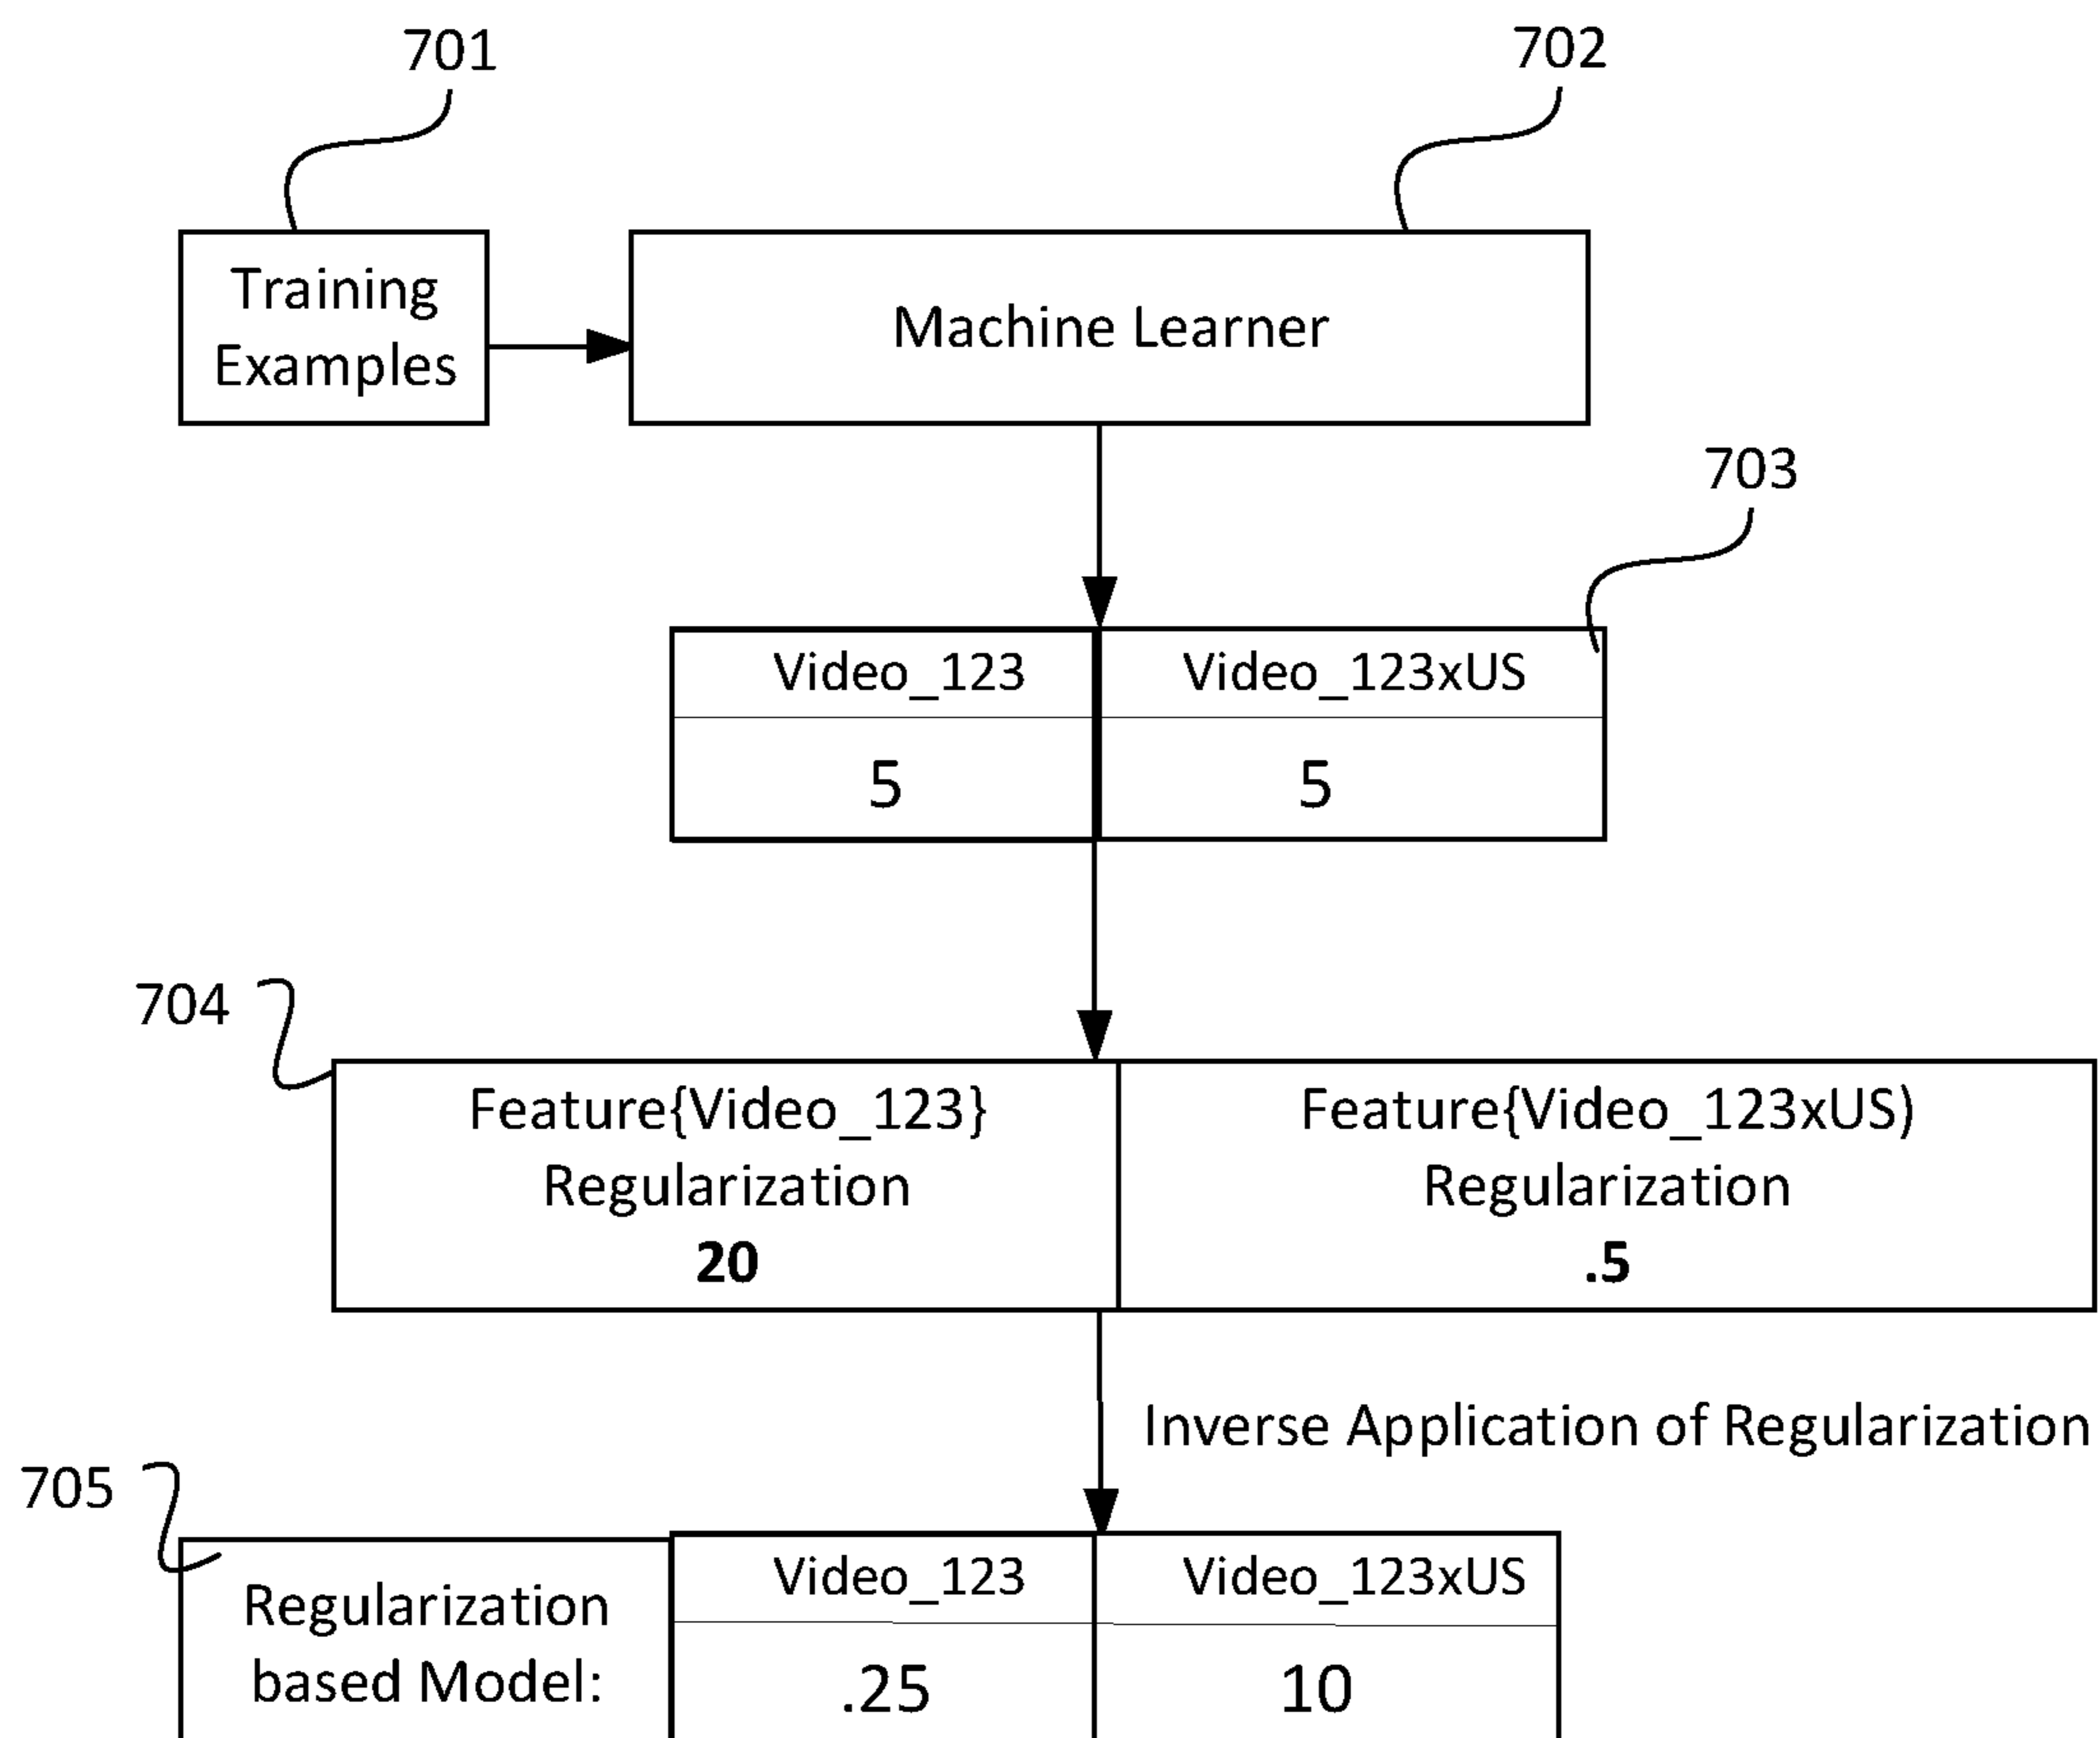 701
702
Training
Examples
Machine Learner
703
Video_123
Video_123xUS
5
5
704
Feature{Video_123}
Regularization
20
Feature{Video_123xUS)
Regularization
.5
Inverse Application of Regularization
705
Regularization
based Model:
Video_123
Video_123xUS
.25
10